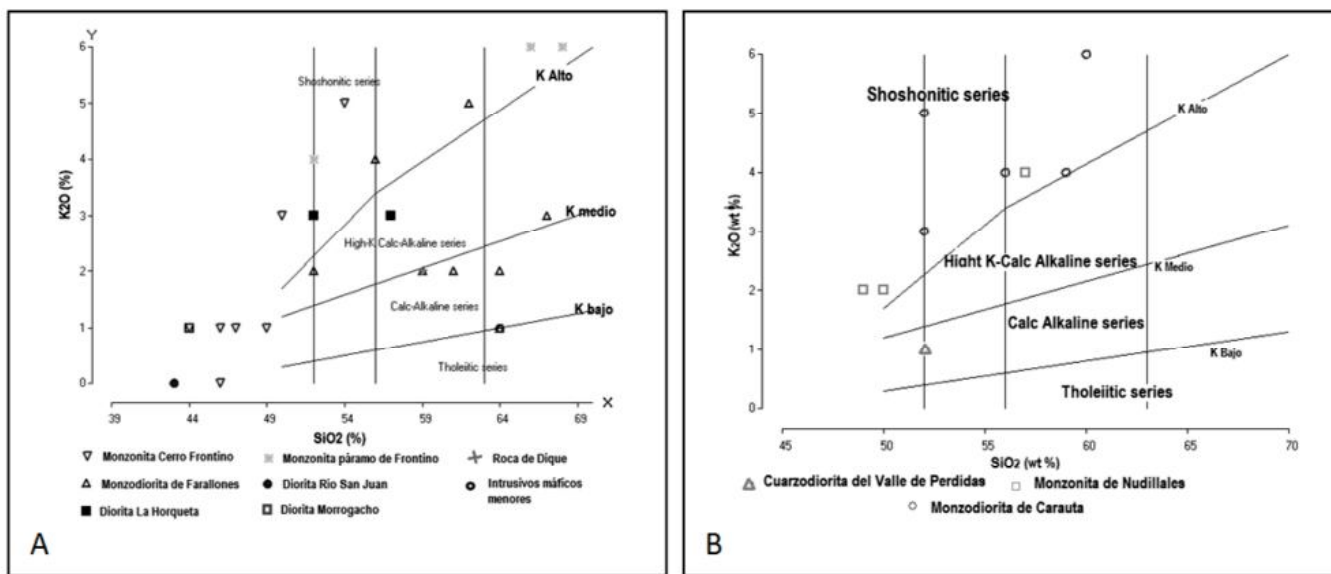 Y
6
5
4
3
2
1
0
K2O (%)
Shoshonitic series
K Alto
K medio
High-K Calc-Alkaline series
Calc-Alkaline series
K bajo
Tholeiitic series
39 44 49 54 59 64 69 X
SiO2 (%)
Monzonita Cerro Frontino
Monzonita páramo de Frontino
Roca de Dique
Monzodiorita de Farallones
Diorita Rio San Juan
Intrusivos máficos
menores
Diorita La Horqueta
Diorita Morrogacho
A
6
5
4
3
2
1
0
K2O (wt %)
Shoshonitic series
K Alto
Hight K-Calc Alkaline series
K Medio
Calc Alkaline series
K Bajo
Tholeiitic series
45 50 55 60 65 70
SiO2 (wt %)
Cuarzodiorita del Valle de Perdidas
Monzonita de Nudillales
Monzodiorita de Carauta
B